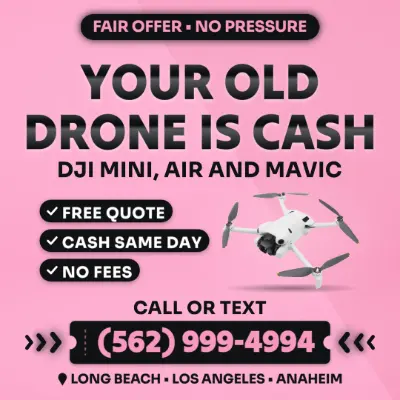 FAIR OFFER • NO PRESSURE
YOUR OLD
DRONE IS CASH
DJI MINI, AIR AND MAVIC
FREE QUOTE
CASH SAME DAY
NO FEES
CALL OR TEXT
(562) 999-4994
LONG BEACH • LOS ANGELES • ANAHEIM